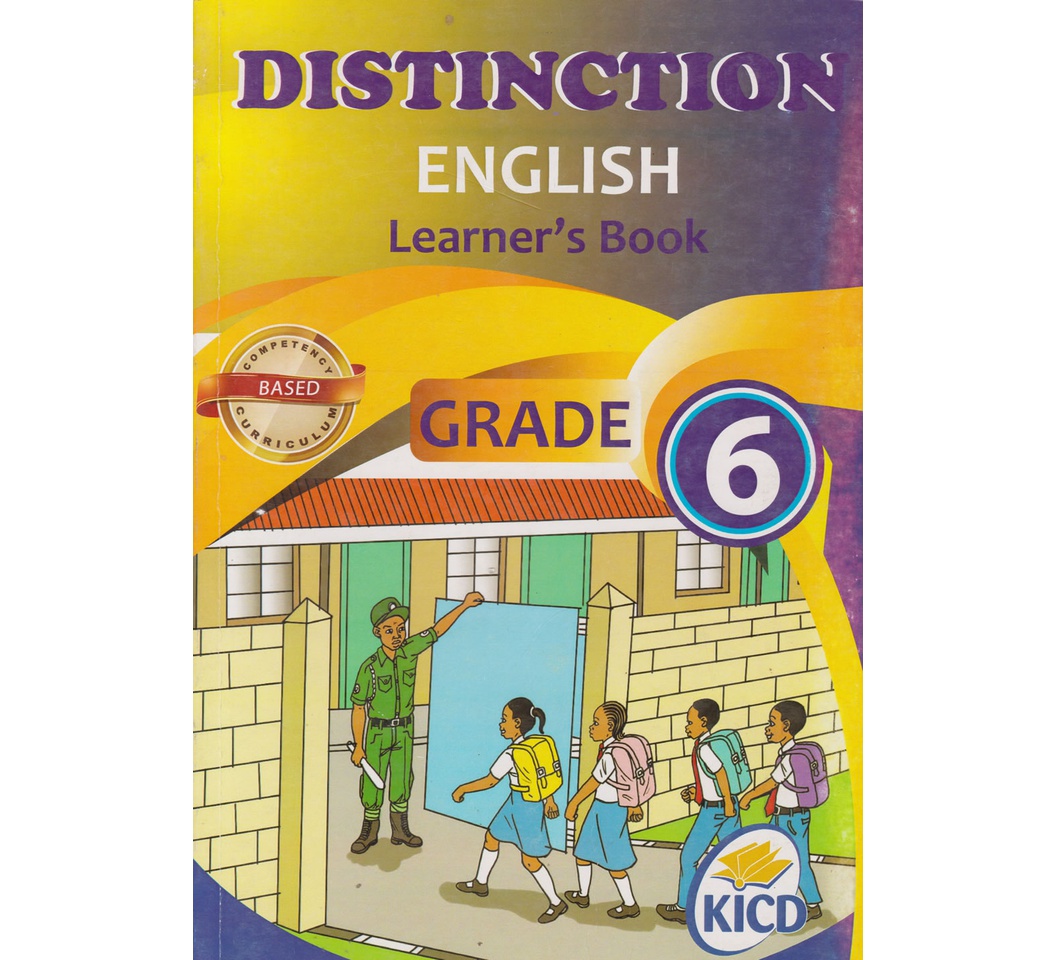 DISTINCTION
ENGLISH
Learner's Book
COMPETENCY
BASED
CURRICULUM
GRADE 6
KICD